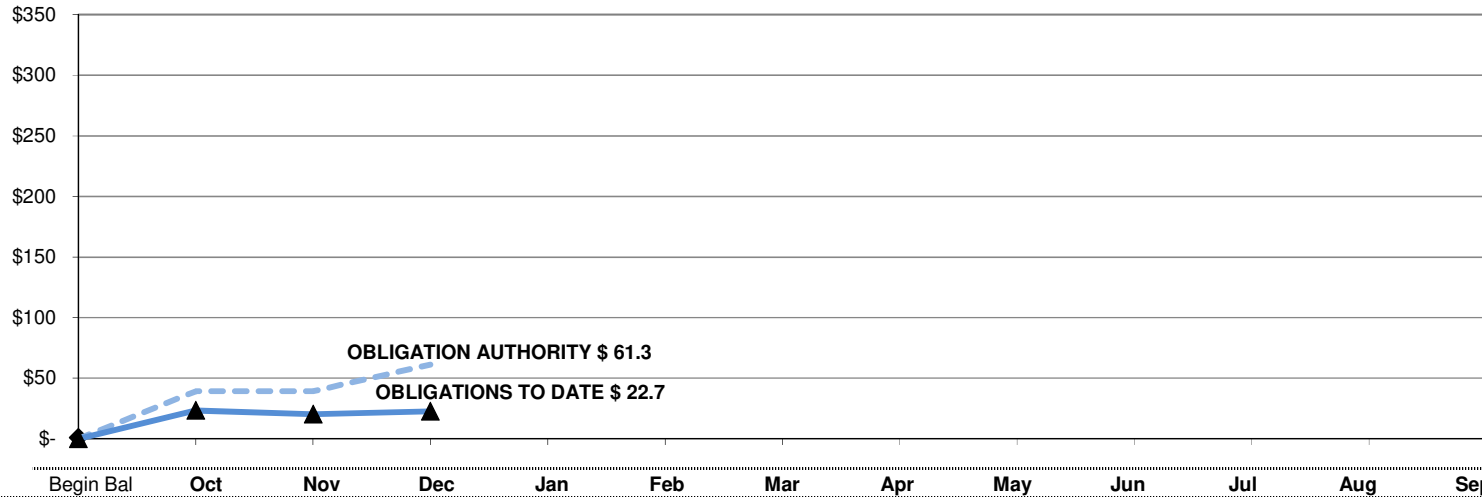 $350
$300
$250
$200
$150
$100
OBLIGATION AUTHORITY $ 61.3
$50
OBLIGATIONS TO DATE $ 22.7
$-
Begin Bal Oct Nov Dec Jan Feb Mar Apr May Jun Jul Aug Sep